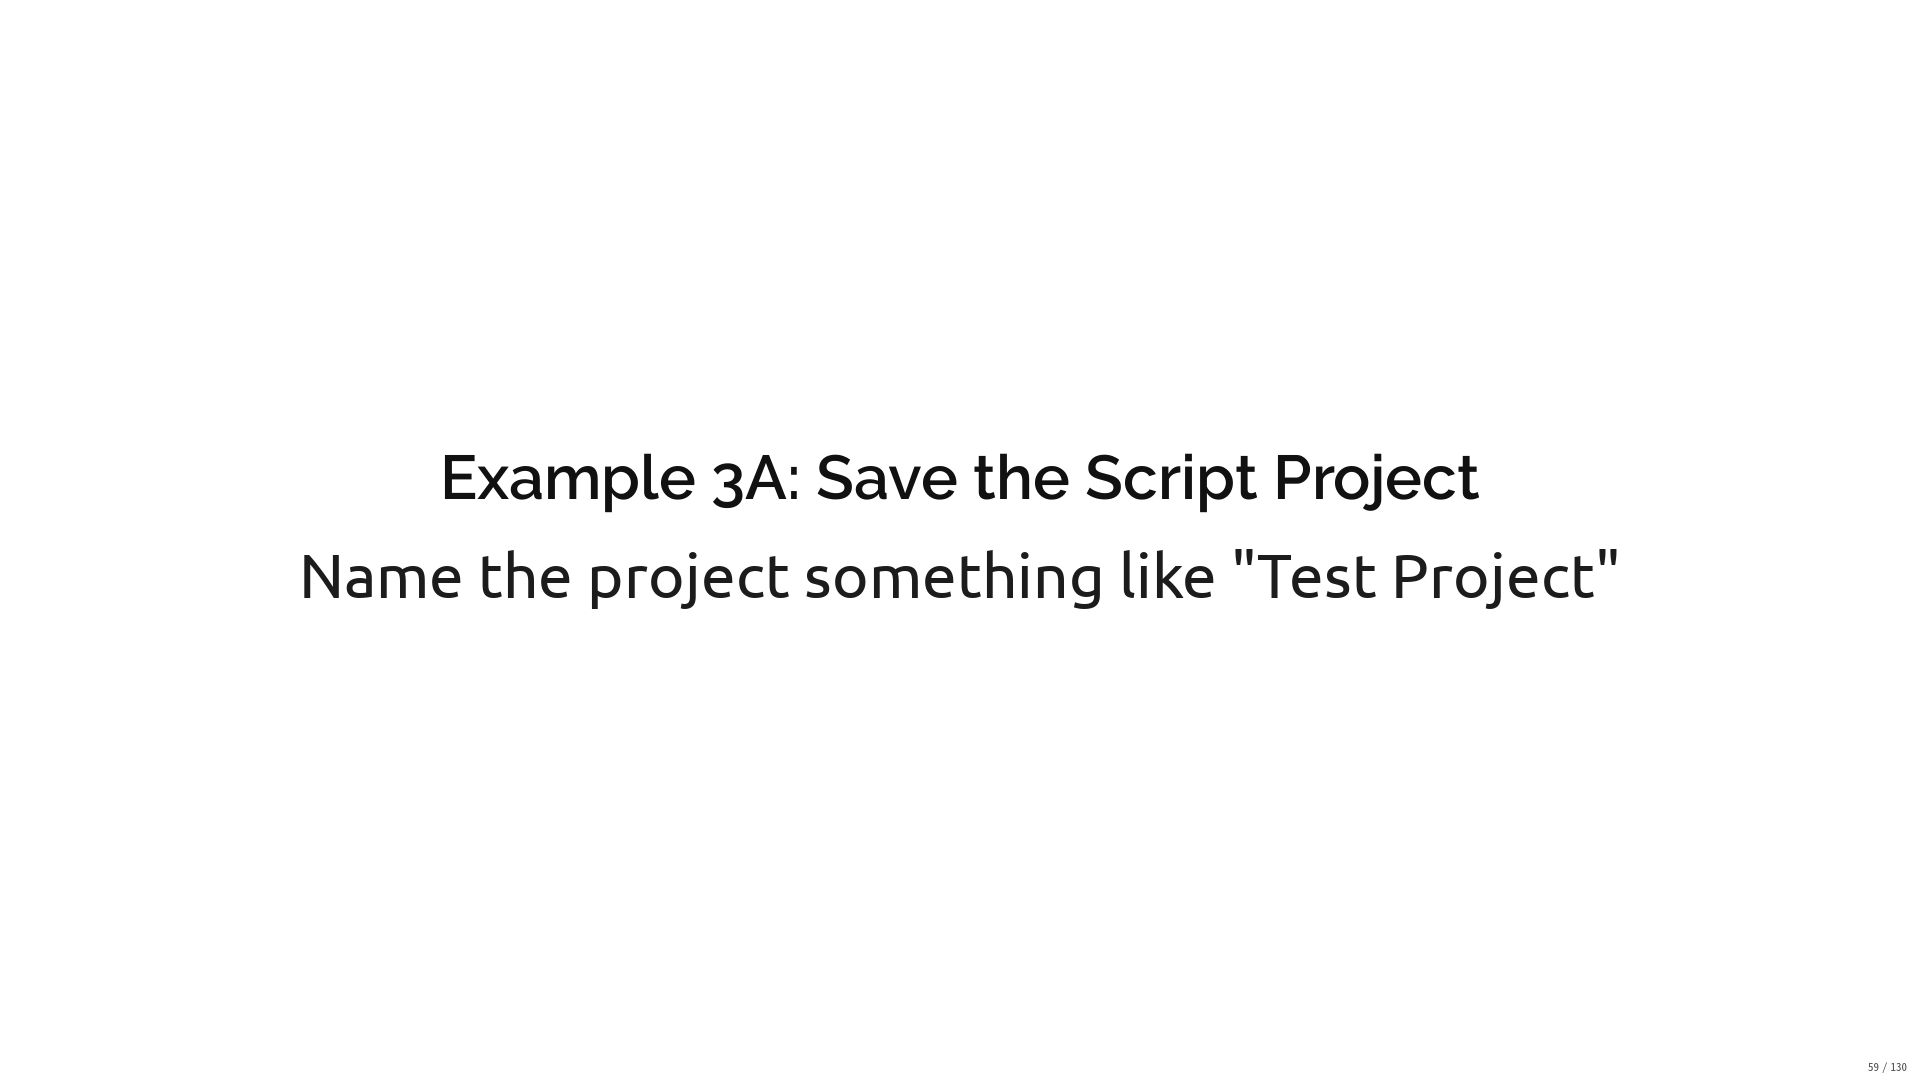 Example 3A: Save the Script Project
Name the project something like "Test Project"
59 / 130